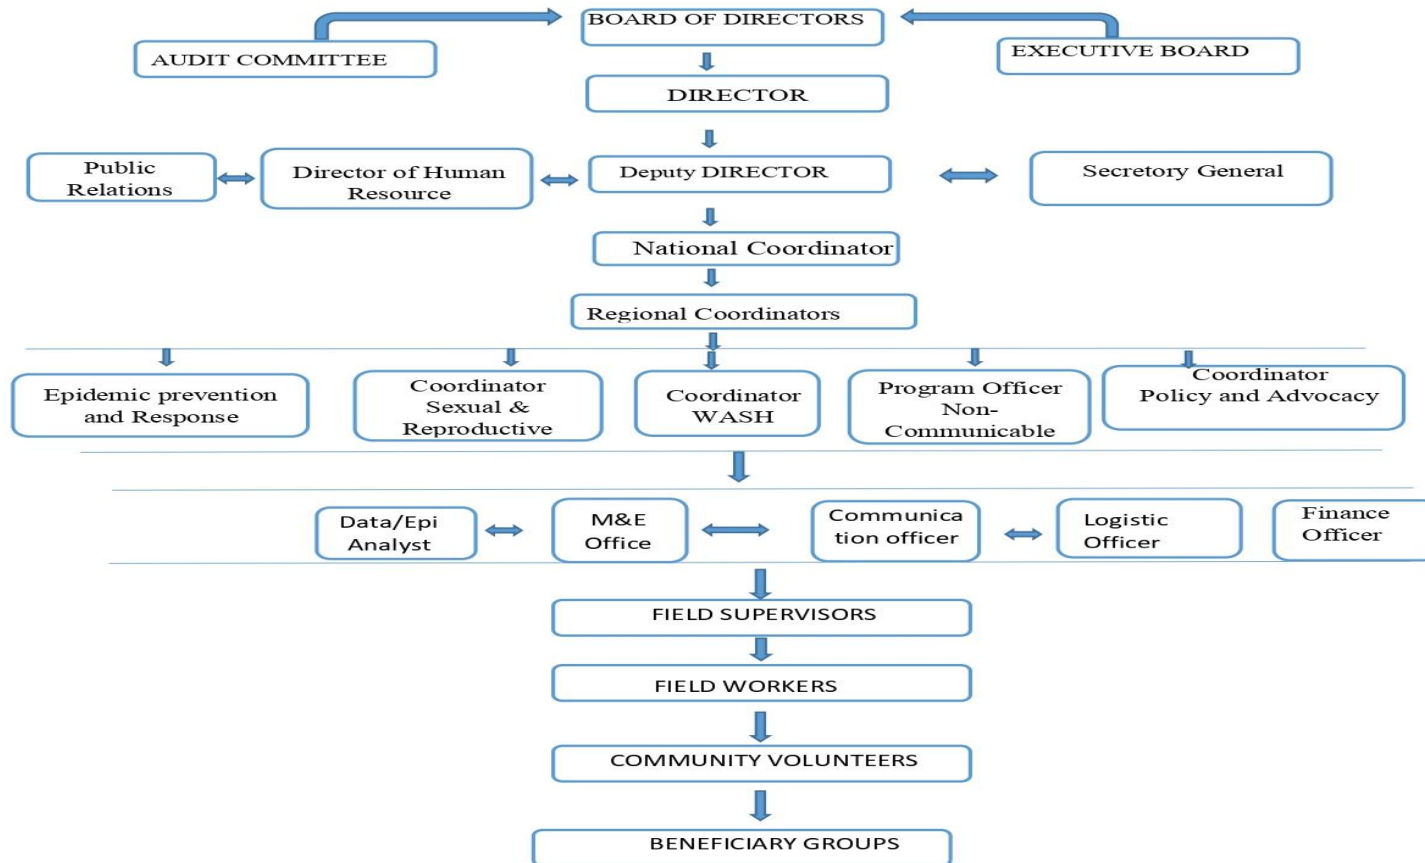 BOARD OF DIRECTORS
AUDIT COMMITTEE
EXECUTIVE BOARD
DIRECTOR
Public
Relations
Director of Human
Resource
Deputy DIRECTOR
Secretory General
National Coordinator
Regional Coordinators
Epidemic prevention
and Response
Coordinator
Sexual &
Reproductive
Coordinator
WASH
Program Officer
Non-
Communicable
Coordinator
Policy and Advocacy
Data/Epi
Analyst
M&E
Office
Communica
tion officer
Logistic
Officer
Finance
Officer
FIELD SUPERVISORS
FIELD WORKERS
COMMUNITY VOLUNTEERS
BENEFICIARY GROUPS